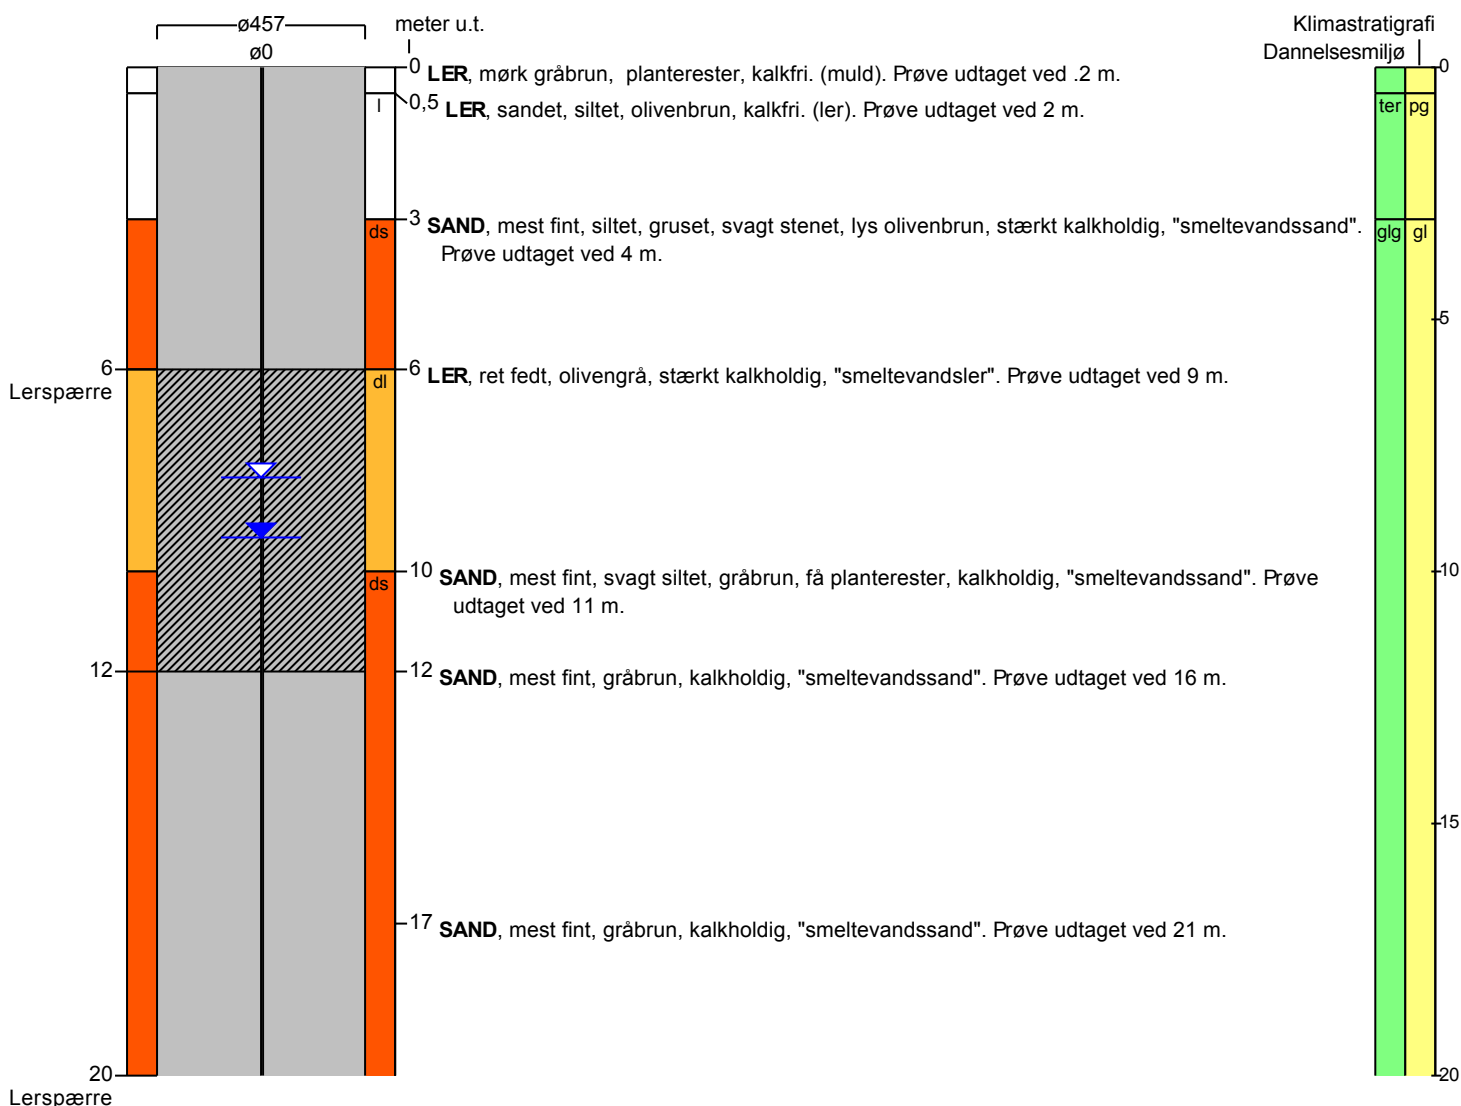 ø457
meter u.t.
Klimastratigrafi
ø0
Dannelsesmiljø
0
LER, mørk gråbrun, planterester, kalkfri. (muld). Prøve udtaget ved .2 m.
0
0,5
l
LER, sandet, siltet, olivenbrun, kalkfri. (ler). Prøve udtaget ved 2 m.
ter
pg
3
ds
SAND, mest fint, siltet, gruset, svagt stenet, lys olivenbrun, stærkt kalkholdig, "smeltevandssand".
Prøve udtaget ved 4 m.
glg
gl
5
6
Lerspærre
6
dl
LER, ret fedt, olivengrå, stærkt kalkholdig, "smeltevandsler". Prøve udtaget ved 9 m.
10
ds
SAND, mest fint, svagt siltet, gråbrun, få planterester, kalkholdig, "smeltevandssand". Prøve
udtaget ved 11 m.
10
12
12
SAND, mest fint, gråbrun, kalkholdig, "smeltevandssand". Prøve udtaget ved 16 m.
15
17
SAND, mest fint, gråbrun, kalkholdig, "smeltevandssand". Prøve udtaget ved 21 m.
20
Lerspærre
20